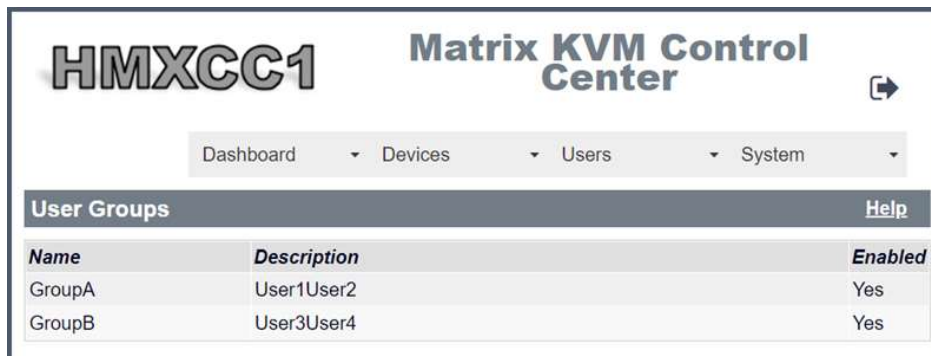 HMXCC1
Matrix KVM Control
Center
Dashboard Devices Users System
User Groups Help
Name Description Enabled
GroupA User1User2 Yes
GroupB User3User4 Yes